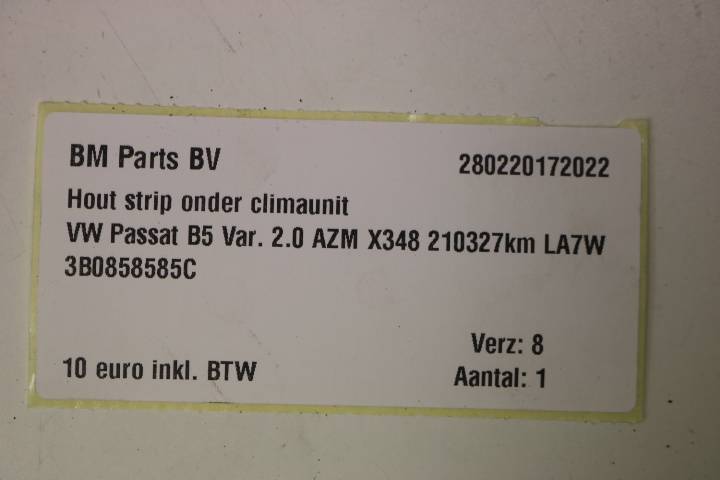 BM Parts BV 280220172022
Hout strip onder climaunit
VW Passat B5 Var. 2.0 AZM X348 210327km LA7W
3B0858585C
Verz: 8
10 euro inkl. BTW Aantal: 1